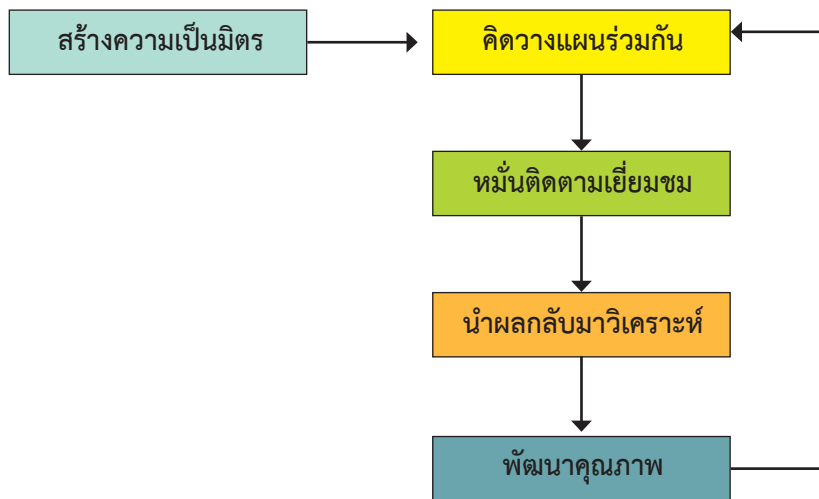 สร้างความเป็นมิตร
คิดวางแผนร่วมกัน
หมั่นติดตามเยี่ยมชม
นำผลกลับมาวิเคราะห์
พัฒนาคุณภาพ